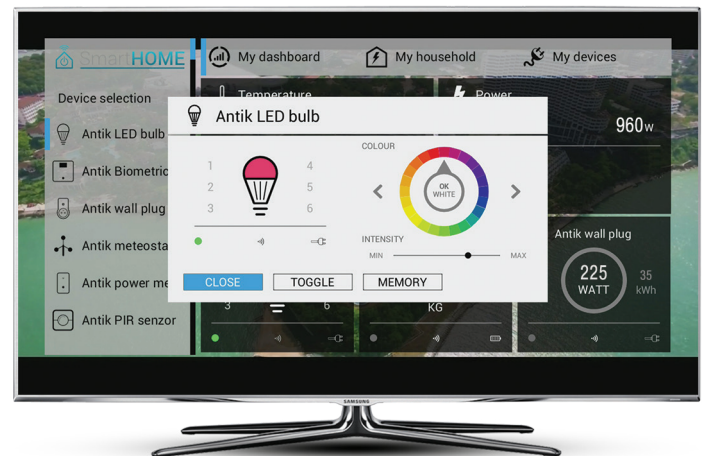 SmartHOME
My dashboard
My household
My devices
Device selection
Temperature
Power
Antik LED bulb
960w
Antik LED bulb
Antik Biometric
Antik wall plug
Antik meteosta
Antik power me
Antik PIR senzor
COLOUR
1
2
3
4
5
6
OK
WHITE
INTENSITY
MIN
MAX
CLOSE
TOGGLE
MEMORY
Antik wall plug
225
WATT
35
kWh
3
6
KG
SAMSUNG